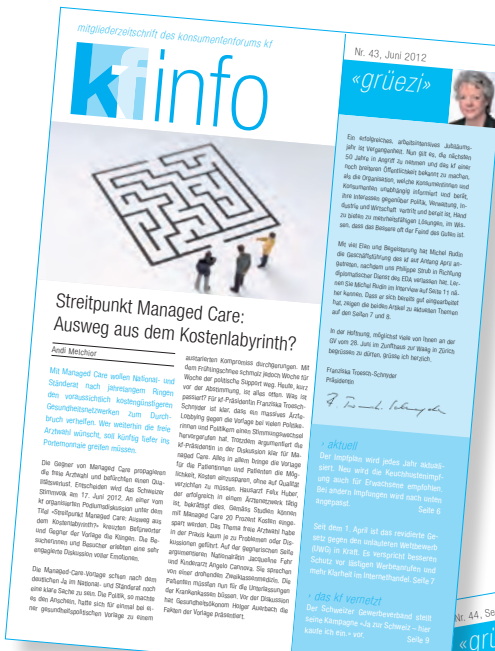 mitgliederzeitschrift des konsumentenforums kf
kf info
Streitpunkt Managed Care:
Ausweg aus dem Kostenlabyrinth?
Andi Melchior
Mit Managed Care wollen National- und
Ständerat nach jahrelangem Ringen
den voraussichtlich kostengünstigeren
Gesundheitsnetzwerken zum Durch-
bruch verhelfen. Wer weiterhin die freie
Arztwahl wünscht, soll künftig tiefer ins
Portemonnaie greifen müssen.
Die Gegner von Managed Care propagieren
die freie Arztwahl und befürchten einen Qua-
litätsverlust. Entscheiden wird das Schweizer
Stimmvolk am 17. Juni 2012. An einer vom
kf organisierten Podiumsdiskussion unter dem
Titel «Streitpunkt Managed Care: Ausweg aus
dem Kostenlabyrinth?» kreuzten Befürworter
und Gegner der Vorlage die Klingen. Die Be-
sucherinnen und Besucher erlebten eine sehr
engagierte Diskussion voller Emotionen.
Die Managed-Care-Vorlage schien nach dem
deutlichen Ja im National- und Ständerat noch
eine klare Sache zu sein. Die Politik, so machte
es den Anschein, hatte sich für einmal bei ei-
ner gesundheitspolitischen Vorlage zu einem
austarierten Kompromiss durchgerungen. Mit
dem Frühlingschnee schmolz jedoch Woche für
Woche der politische Support weg. Heute, kurz
vor der Abstimmung, ist alles offen. Was ist
passiert? Für kf-Präsidentin Franziska Troesch-
Schnyder ist klar, dass ein massives Ärzte-
Lobbying gegen die Vorlage bei vielen Politike-
rinnen und Politikern einen Stimmungswechsel
hervorgerufen hat. Trotzdem argumentiert die
kf-Präsidentin in der Diskussion klar für Ma-
naged Care. Alles in allem bringe die Vorlage
für die Patientinnen und Patienten die Mög-
lichkeit, Kosten einzusparen, ohne auf Qualität
verzichten zu müssen. Hausarzt Felix Huber,
der erfolgreich in einem Ärztenetzwerk tätig
ist, bekräftigt dies. Gemäss Studien können
mit Managed Care 20 Prozent Kosten einge-
spart werden. Das Thema freie Arztwahl habe
in der Praxis kaum je zu Problemen oder Dis-
kussionen geführt. Auf der gegnerischen Seite
argumentieren Nationalrätin Jacqueline Fehr
und Kinderarzt Angelo Cannova. Sie sprechen
von einer drohenden Zweiklassenmedizin. Die
Patienten müssten nun für die Unterlassungen
der Krankenkassen büssen. Vor der Diskussion
hat Gesundheitsökonom Holger Auerbach die
Fakten der Vorlage präsentiert.
Nr. 43, Juni 2012
«grüezi»
Ein erfolgreiches, arbeitsintensives Jubiläums-
jahr ist Vergangenheit. Nun gilt es, die nächsten
50 Jahre in Angriff zu nehmen und das kf einer
noch breiteren Öffentlichkeit bekannt zu machen,
als die Organisation, welche Konsumentinnen und
Konsumenten unabhängig informiert und berät,
ihre Interessen gegenüber Politik, Verwaltung, In-
dustrie und Wirtschaft vertritt und bereit ist, Hand
zu bieten zu mehrheitsfähigen Lösungen, im Wis-
sen, dass das Bessere oft der Feind des Guten ist.
Mit viel Elan und Begeisterung hat Michel Rudin
die Geschäftsführung des kf auf Anfang April an-
getreten, nachdem uns Philippe Strub in Richtung
diplomatischer Dienst des EDA verlassen hat. Ler-
nen Sie Michel Rudin im Interview auf Seite 11 nä-
her kennen. Dass er sich bereits gut eingearbeitet
hat, zeigen die beiden Artikel zu aktuellen Themen
auf den Seiten 7 und 8.
In der Hoffnung, möglichst viele von Ihnen an der
GV vom 28. Juni im Zunfthaus zur Waag in Zürich
begrüssen zu dürfen, grüsse ich herzlich.
Franziska Troesch-Schnyder
Präsidentin
F. Troesch-Schnyder
› aktuell
Der Impfplan wird jedes Jahr aktuali-
siert. Neu wird die Keuchhustenimpf-
ung auch für Erwachsene empfohlen.
Bei andern Impfungen wird nach unten
angepasst. Seite 6
Seit dem 1. April ist das revidierte Ge-
setz gegen den unlauteren Wettbewerb
(UWG) in Kraft. Es verspricht besseren
Schutz vor lästigen Werbeanrufen und
mehr Klarheit im Internethandel. Seite 7
› das kf vernetzt
Der Schweizer Gewerbeverband stellt
seine Kampagne «Ja zur Schweiz – hier
kaufe ich ein.» vor. Seite 9
Nr. 44, Se
«grü